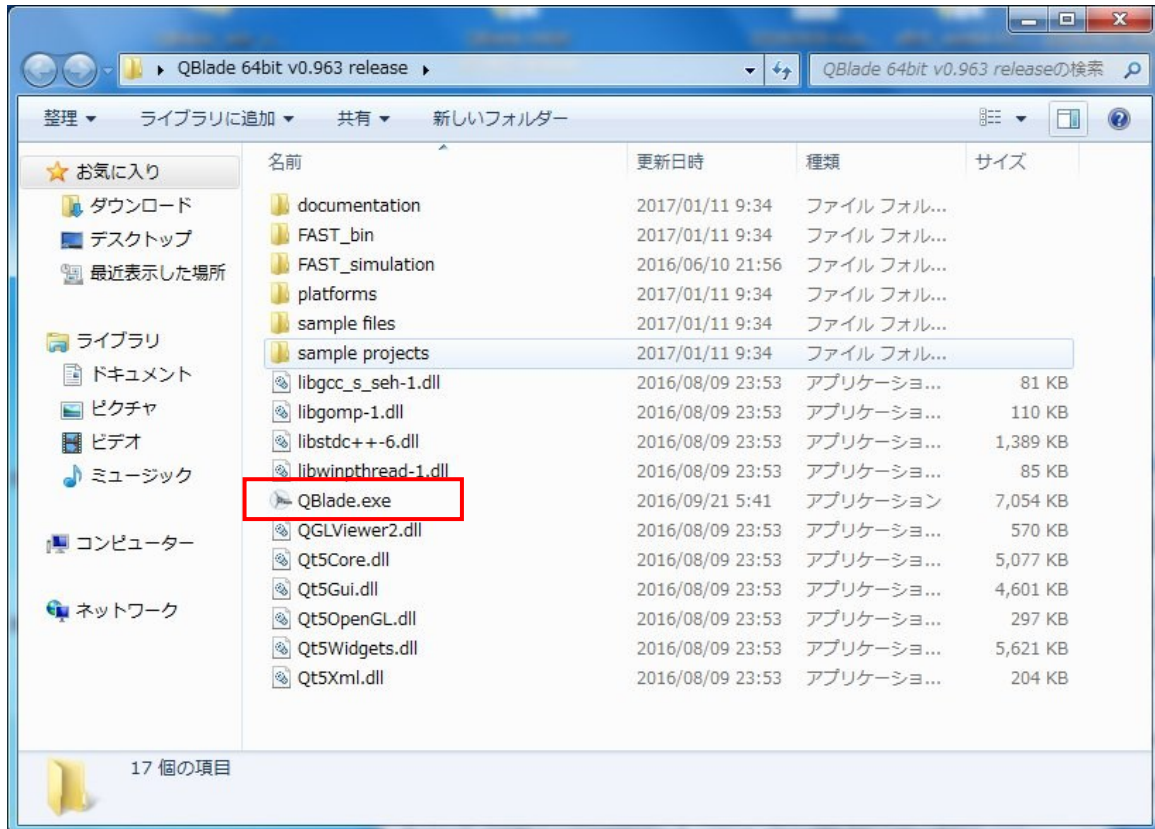 QBlade 64bit v0.963 release
QBlade 64bit v0.963 releaseの検索
整理 ライブラリに追加 共有 新しいフォルダー
お気に入り
ダウンロード
デスクトップ
最近表示した場所
ライブラリ
ドキュメント
ピクチャ
ビデオ
ミュージック
コンピューター
ネットワーク
名前 更新日時 種類 サイズ
documentation 2017/01/11 9:34 ファイル フォル...
FAST_bin 2017/01/11 9:34 ファイル フォル...
FAST_simulation 2016/06/10 21:56 ファイル フォル...
platforms 2017/01/11 9:34 ファイル フォル...
sample files 2017/01/11 9:34 ファイル フォル...
sample projects 2017/01/11 9:34 ファイル フォル...
libgcc_s_seh-1.dll 2016/08/09 23:53 アプリケーショ... 81 KB
libgomp-1.dll 2016/08/09 23:53 アプリケーショ... 110 KB
libstdc++-6.dll 2016/08/09 23:53 アプリケーショ... 1,389 KB
libwinpthread-1.dll 2016/08/09 23:53 アプリケーショ... 85 KB
QBlade.exe 2016/09/21 5:41 アプリケーション 7,054 KB
QGLViewer2.dll 2016/08/09 23:53 アプリケーショ... 570 KB
Qt5Core.dll 2016/08/09 23:53 アプリケーショ... 5,077 KB
Qt5Gui.dll 2016/08/09 23:53 アプリケーショ... 4,601 KB
Qt5OpenGL.dll 2016/08/09 23:53 アプリケーショ... 297 KB
Qt5Widgets.dll 2016/08/09 23:53 アプリケーショ... 5,621 KB
Qt5Xml.dll 2016/08/09 23:53 アプリケーショ... 204 KB
17 個の項目